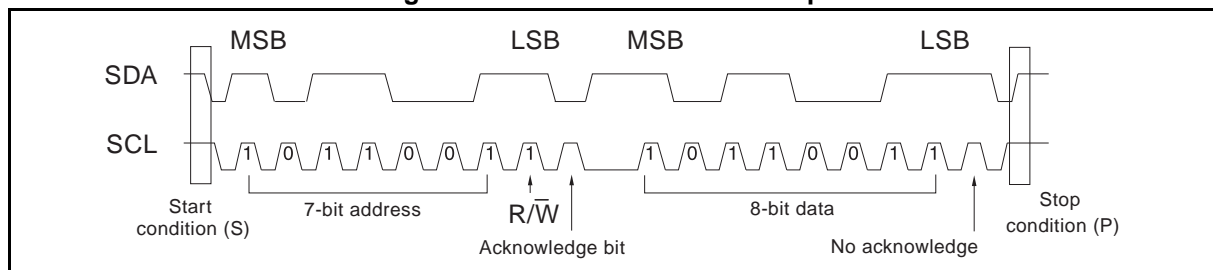 MSB LSB MSB LSB
SDA
SCL 1 0 1 1 0 0 1 1 1 0 1 1 0 0 1 1
Start condition (S)
7-bit address
R/W̅
Acknowledge bit
8-bit data
No acknowledge
Stop condition (P)